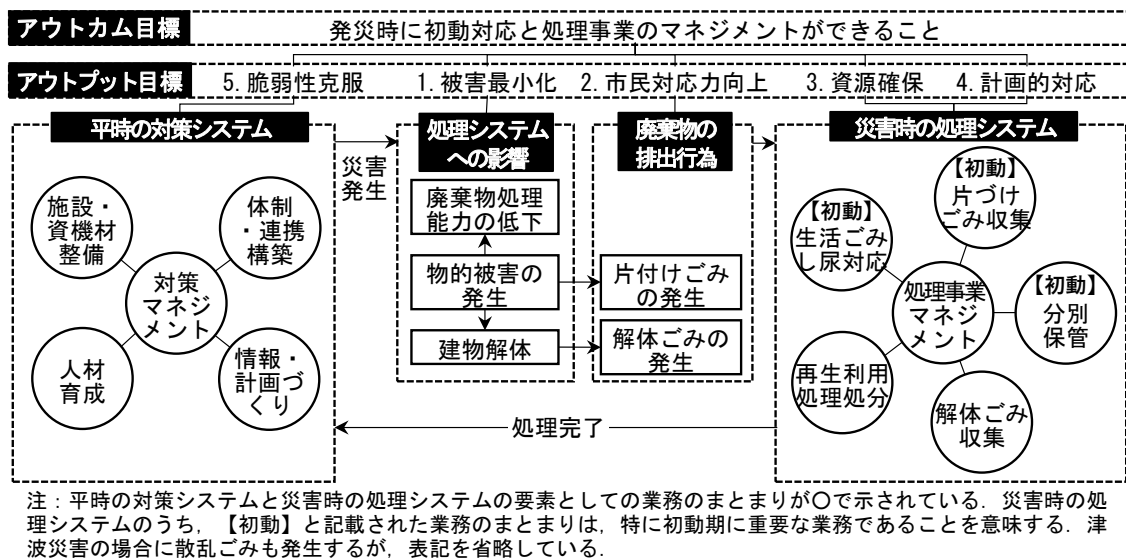 アウトカム目標
発災時に初動対応と処理事業のマネジメントができること
アウトプット目標
5. 脆弱性克服
1. 被害最小化
2. 市民対応力向上
3. 資源確保
4. 計画的対応
平時の対策システム
施設・
資機材
整備
体制
・連携
構築
対策
マネジ
メント
人材
育成
情報・
計画づ
くり
災害
発生
処理システム
への影響
廃棄物処理
能力の低下
物的被害の
発生
建物解体
廃棄物の
排出行為
片付けごみ
の発生
解体ごみの
発生
災害時の処理システム
【初動】
片づけ
ごみ収集
【初動】
生活ごみ
し尿対応
処理事業
マネジ
メント
【初動】
分別
保管
再生利用
処理処分
解体ごみ
収集
処理完了
注：平時の対策システムと災害時の処理システムの要素としての業務のまとまりが〇で示されている．災害時の処
理システムのうち，【初動】と記載された業務のまとまりは，特に初動期に重要な業務であることを意味する．津
波災害の場合に散乱ごみも発生するが，表記を省略している．